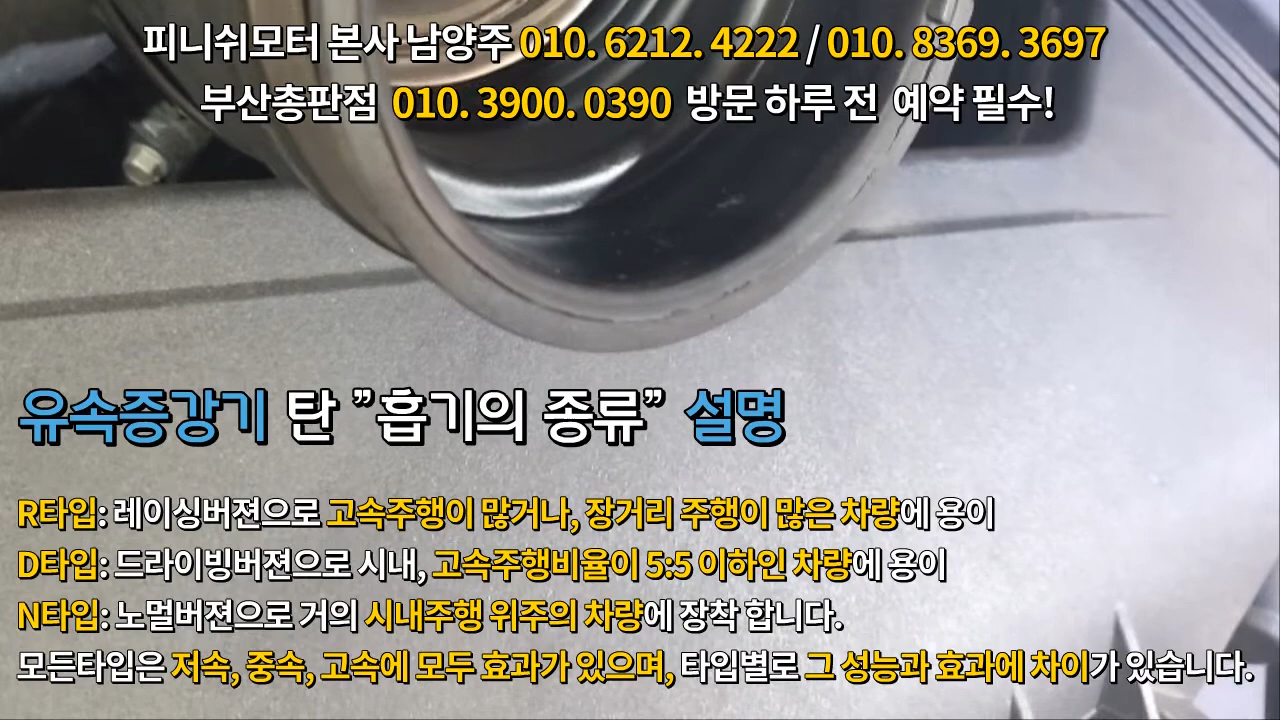 피니쉬모터 본사 남양주 010. 6212. 4222 / 010. 8369. 3697
부산총판점 010. 3900. 0390 방문 하루 전 예약 필수!
유속증강기 탄 ”흡기의 종류” 설명
R타입: 레이싱버젼으로 고속주행이 많거나, 장거리 주행이 많은 차량에 용이
D타입: 드라이빙버젼으로 시내, 고속주행비율이 5:5 이하인 차량에 용이
N타입: 노멀버젼으로 거의 시내주행 위주의 차량에 장착 합니다.
모든타입은 저속, 중속, 고속에 모두 효과가 있으며, 타입별로 그 성능과 효과에 차이가 있습니다.